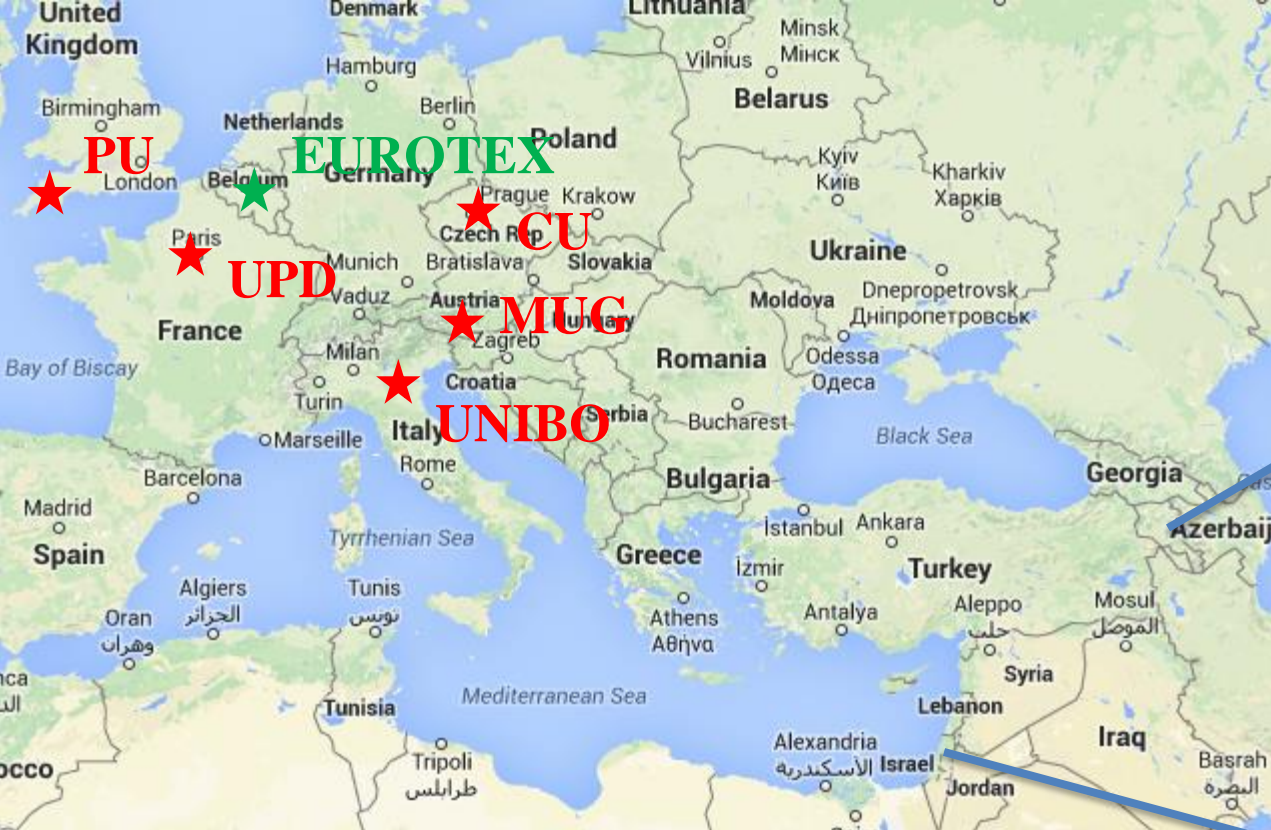 United
Kingdom
Denmark
Lithuania
Minsk
Мінск
Vilnius
Hamburg
Belarus
Birmingham
Berlin
Netherlands
Poland
PU
EUROTEX
London
Belgium
Germany
Kyiv
Київ
Kharkiv
Харків
Prague
Krakow
CU
Czech Rep
Paris
UPD
Munich
Bratislava
Slovakia
Ukraine
Vaduz
Austria
MUG
Hungary
Moldova
Dnepropetrovsk
Дніпропетровськ
France
Zagreb
Milan
Romania
Odessa
Одеса
Bay of Biscay
Turin
Croatia
UNIBO
Serbia
Bucharest
Italy
Marseille
Black Sea
Rome
Barcelona
Bulgaria
Georgia
Madrid
İstanbul
Ankara
Azerbaij
Tyrrhenian Sea
Spain
Greece
İzmir
Turkey
Algiers
الجزائر
Tunis
تونس
Oran
وهران
Athens
Αθήνα
Antalya
Aleppo
حلب
Mosul
الموصل
Syria
Mediterranean Sea
Tunisia
Lebanon
Iraq
Alexandria
الأسكندرية
Israel
Tripoli
طرابلس
Jordan
Basrah
البصرة
occo